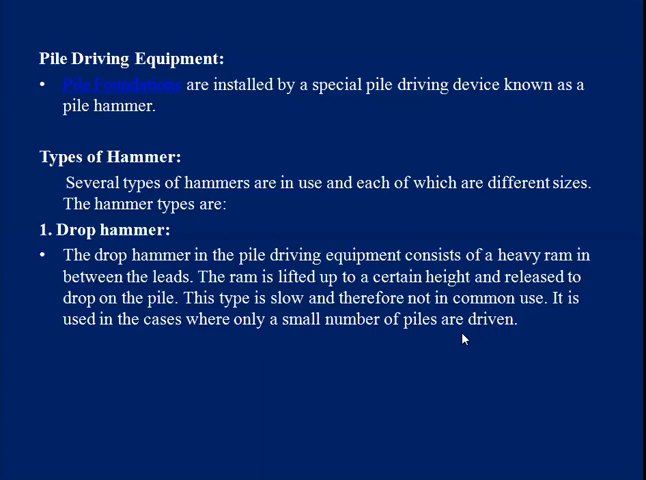 Pile Driving Equipment:
• Pile Foundations are installed by a special pile driving device known as a
pile hammer.
Types of Hammer:
Several types of hammers are in use and each of which are different sizes.
The hammer types are:
1. Drop hammer:
• The drop hammer in the pile driving equipment consists of a heavy ram in
between the leads. The ram is lifted up to a certain height and released to
drop on the pile. This type is slow and therefore not in common use. It is
used in the cases where only a small number of piles are driven.